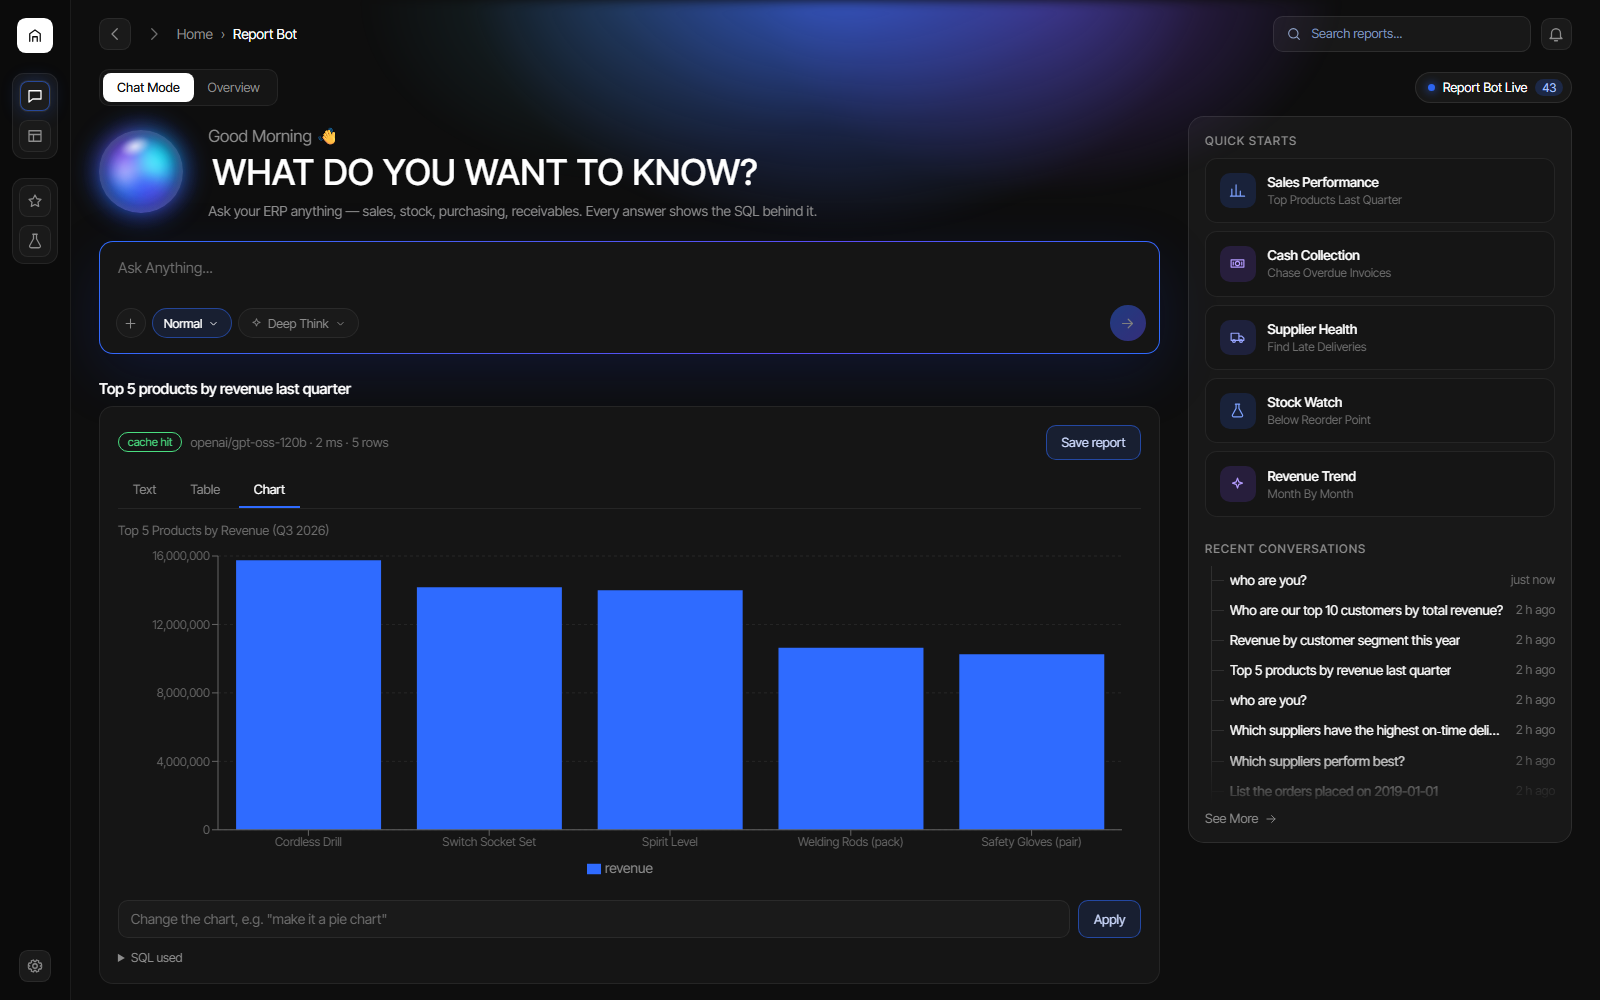 Home › Report Bot
Search reports...
Chat Mode
Overview
Report Bot Live 43
Good Morning 👋
WHAT DO YOU WANT TO KNOW?
Ask your ERP anything — sales, stock, purchasing, receivables. Every answer shows the SQL behind it.
Ask Anything...
Normal
Deep Think
Top 5 products by revenue last quarter
cache hit
openai/gpt-oss-120b · 2 ms · 5 rows
Save report
Text
Table
Chart
Top 5 Products by Revenue (Q3 2026)
16,000,000
12,000,000
8,000,000
4,000,000
0
Cordless Drill
Switch Socket Set
Spirit Level
Welding Rods (pack)
Safety Gloves (pair)
revenue
Change the chart, e.g. "make it a pie chart"
Apply
SQL used
QUICK STARTS
Sales Performance
Top Products Last Quarter
Cash Collection
Chase Overdue Invoices
Supplier Health
Find Late Deliveries
Stock Watch
Below Reorder Point
Revenue Trend
Month By Month
RECENT CONVERSATIONS
who are you? just now
Who are our top 10 customers by total revenue? 2 h ago
Revenue by customer segment this year 2 h ago
Top 5 products by revenue last quarter 2 h ago
who are you? 2 h ago
Which suppliers have the highest on-time deli... 2 h ago
Which suppliers perform best? 2 h ago
List the orders placed on 2019-01-01 2 h ago
See More →